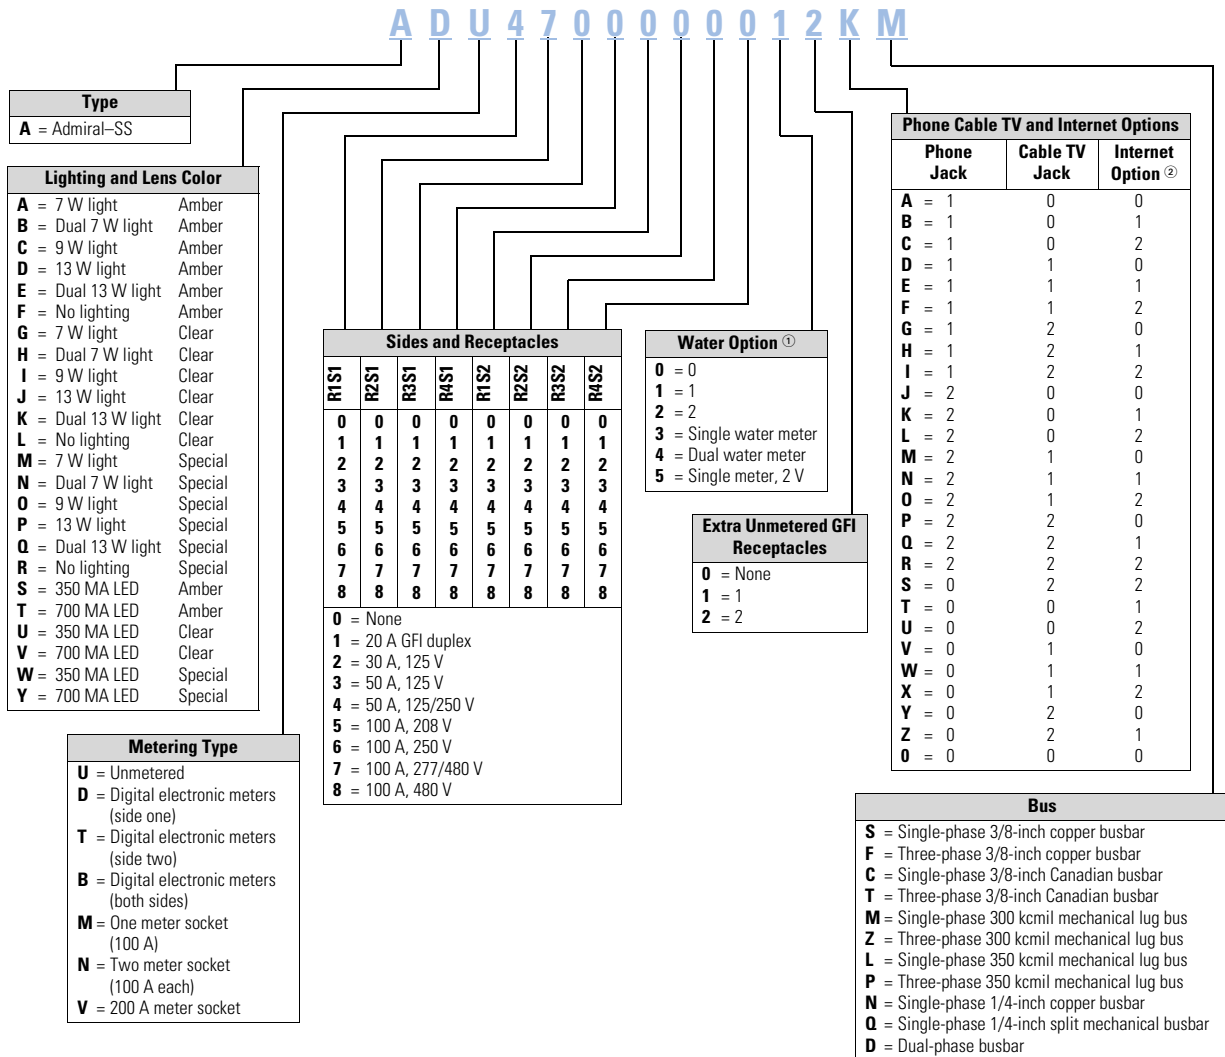 A D U 4 7 0 0 0 0 0 0 1 2 K M
Type
A = Admiral–SS
Lighting and Lens Color
A = 7 W light Amber
B = Dual 7 W light Amber
C = 9 W light Amber
D = 13 W light Amber
E = Dual 13 W light Amber
F = No lighting Amber
G = 7 W light Clear
H = Dual 7 W light Clear
I = 9 W light Clear
J = 13 W light Clear
K = Dual 13 W light Clear
L = No lighting Clear
M = 7 W light Special
N = Dual 7 W light Special
O = 9 W light Special
P = 13 W light Special
Q = Dual 13 W light Special
R = No lighting Special
S = 350 MA LED Amber
T = 700 MA LED Amber
U = 350 MA LED Clear
V = 700 MA LED Clear
W = 350 MA LED Special
Y = 700 MA LED Special
Metering Type
U = Unmetered
D = Digital electronic meters
(side one)
T = Digital electronic meters
(side two)
B = Digital electronic meters
(both sides)
M = One meter socket
(100 A)
N = Two meter socket
(100 A each)
V = 200 A meter socket
Sides and Receptacles
R1S1 R2S1 R3S1 R4S1 R1S2 R2S2 R3S2 R4S2
0 0 0 0 0 0 0 0
1 1 1 1 1 1 1 1
2 2 2 2 2 2 2 2
3 3 3 3 3 3 3 3
4 4 4 4 4 4 4 4
5 5 5 5 5 5 5 5
6 6 6 6 6 6 6 6
7 7 7 7 7 7 7 7
8 8 8 8 8 8 8 8
0 = None
1 = 20 A GFI duplex
2 = 30 A, 125 V
3 = 50 A, 125 V
4 = 50 A, 125/250 V
5 = 100 A, 208 V
6 = 100 A, 250 V
7 = 100 A, 277/480 V
8 = 100 A, 480 V
Water Option ①
0 = 0
1 = 1
2 = 2
3 = Single water meter
4 = Dual water meter
5 = Single meter, 2 V
Extra Unmetered GFI
Receptacles
0 = None
1 = 1
2 = 2
Phone Cable TV and Internet Options
Phone Cable TV Internet
Jack Jack Option ②
A = 1 0 0
B = 1 0 1
C = 1 0 2
D = 1 1 0
E = 1 1 1
F = 1 1 2
G = 1 2 0
H = 1 2 1
I = 1 2 2
J = 2 0 0
K = 2 0 1
L = 2 0 2
M = 2 1 0
N = 2 1 1
O = 2 1 2
P = 2 2 0
Q = 2 2 1
R = 2 2 2
S = 0 2 2
T = 0 0 1
U = 0 0 2
V = 0 1 0
W = 0 1 1
X = 0 1 2
Y = 0 2 0
Z = 0 2 1
0 = 0 0 0
Bus
S = Single-phase 3/8-inch copper busbar
F = Three-phase 3/8-inch copper busbar
C = Single-phase 3/8-inch Canadian busbar
T = Three-phase 3/8-inch Canadian busbar
M = Single-phase 300 kcmil mechanical lug bus
Z = Three-phase 300 kcmil mechanical lug bus
L = Single-phase 350 kcmil mechanical lug bus
P = Three-phase 350 kcmil mechanical lug bus
N = Single-phase 1/4-inch copper busbar
Q = Single-phase 1/4-inch split mechanical busbar
D = Dual-phase busbar